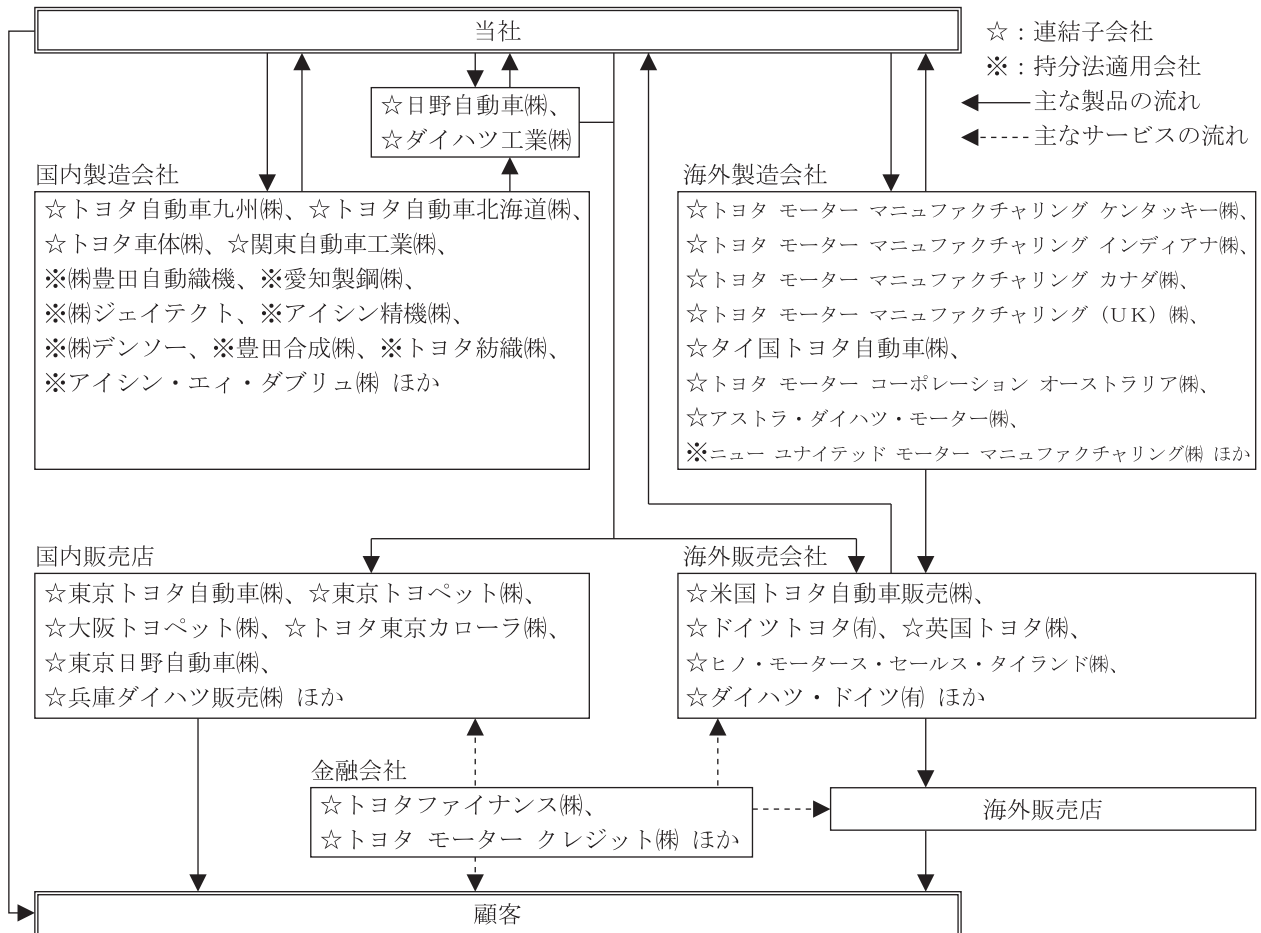 当社
☆:連結子会社
※:持分法適用会社
主な製品の流れ
主なサービスの流れ
☆日野自動車㈱、
☆ダイハツ工業㈱
国内製造会社
☆トヨタ自動車九州㈱、☆トヨタ自動車北海道㈱、
☆トヨタ車体㈱、☆関東自動車工業㈱、
※㈱豊田自動織機、※愛知製鋼㈱、
※㈱ジェイテクト、※アイシン精機㈱、
※㈱デンソー、※豊田合成㈱、※トヨタ紡織㈱、
※アイシン・エィ・ダブリュ㈱ ほか
海外製造会社
☆トヨタ モーター マニュファクチャリング ケンタッキー㈱、
☆トヨタ モーター マニュファクチャリング インディアナ㈱、
☆トヨタ モーター マニュファクチャリング カナダ㈱、
☆トヨタ モーター マニュファクチャリング(UK)㈱、
☆タイ国トヨタ自動車㈱、
☆トヨタ モーター コーポレーション オーストラリア㈱、
☆アストラ・ダイハツ・モーター㈱、
※ニュー ユナイテッド モーター マニュファクチャリング㈱ ほか
国内販売店
☆東京トヨタ自動車㈱、☆東京トヨペット㈱、
☆大阪トヨペット㈱、☆トヨタ東京カローラ㈱、
☆東京日野自動車㈱、
☆兵庫ダイハツ販売㈱ ほか
海外販売会社
☆米国トヨタ自動車販売㈱、
☆ドイツトヨタ㈲、☆英国トヨタ㈱、
☆ヒノ・モータース・セールス・タイランド㈱、
☆ダイハツ・ドイツ㈲ ほか
金融会社
☆トヨタファイナンス㈱、
☆トヨタ モーター クレジット㈱ ほか
海外販売店
顧客